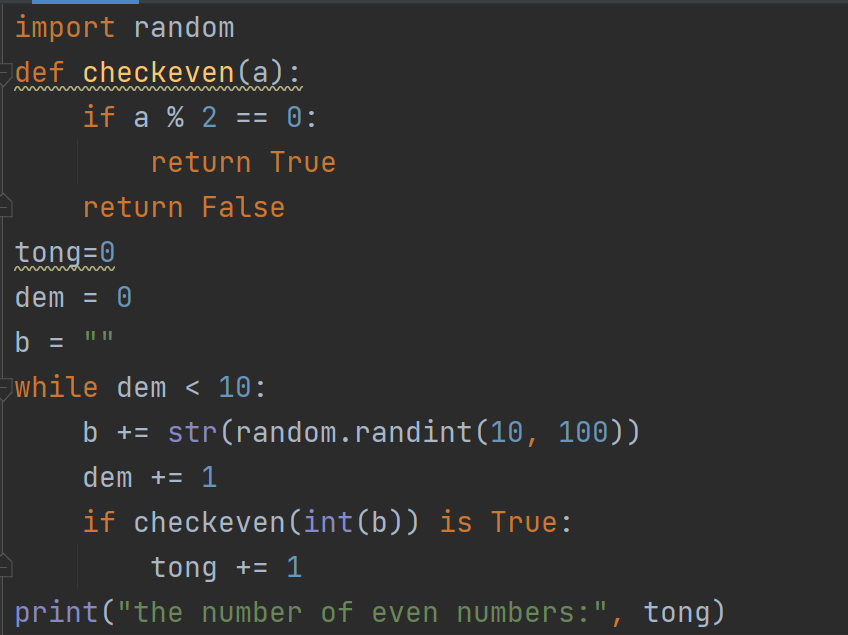 import random
def checkeven(a):
    if a % 2 == 0:
        return True
    return False
tong=0
dem = 0
b = ""
while dem < 10:
    b += str(random.randint(10, 100))
    dem += 1
    if checkeven(int(b)) is True:
        tong += 1
print("the number of even numbers:", tong)